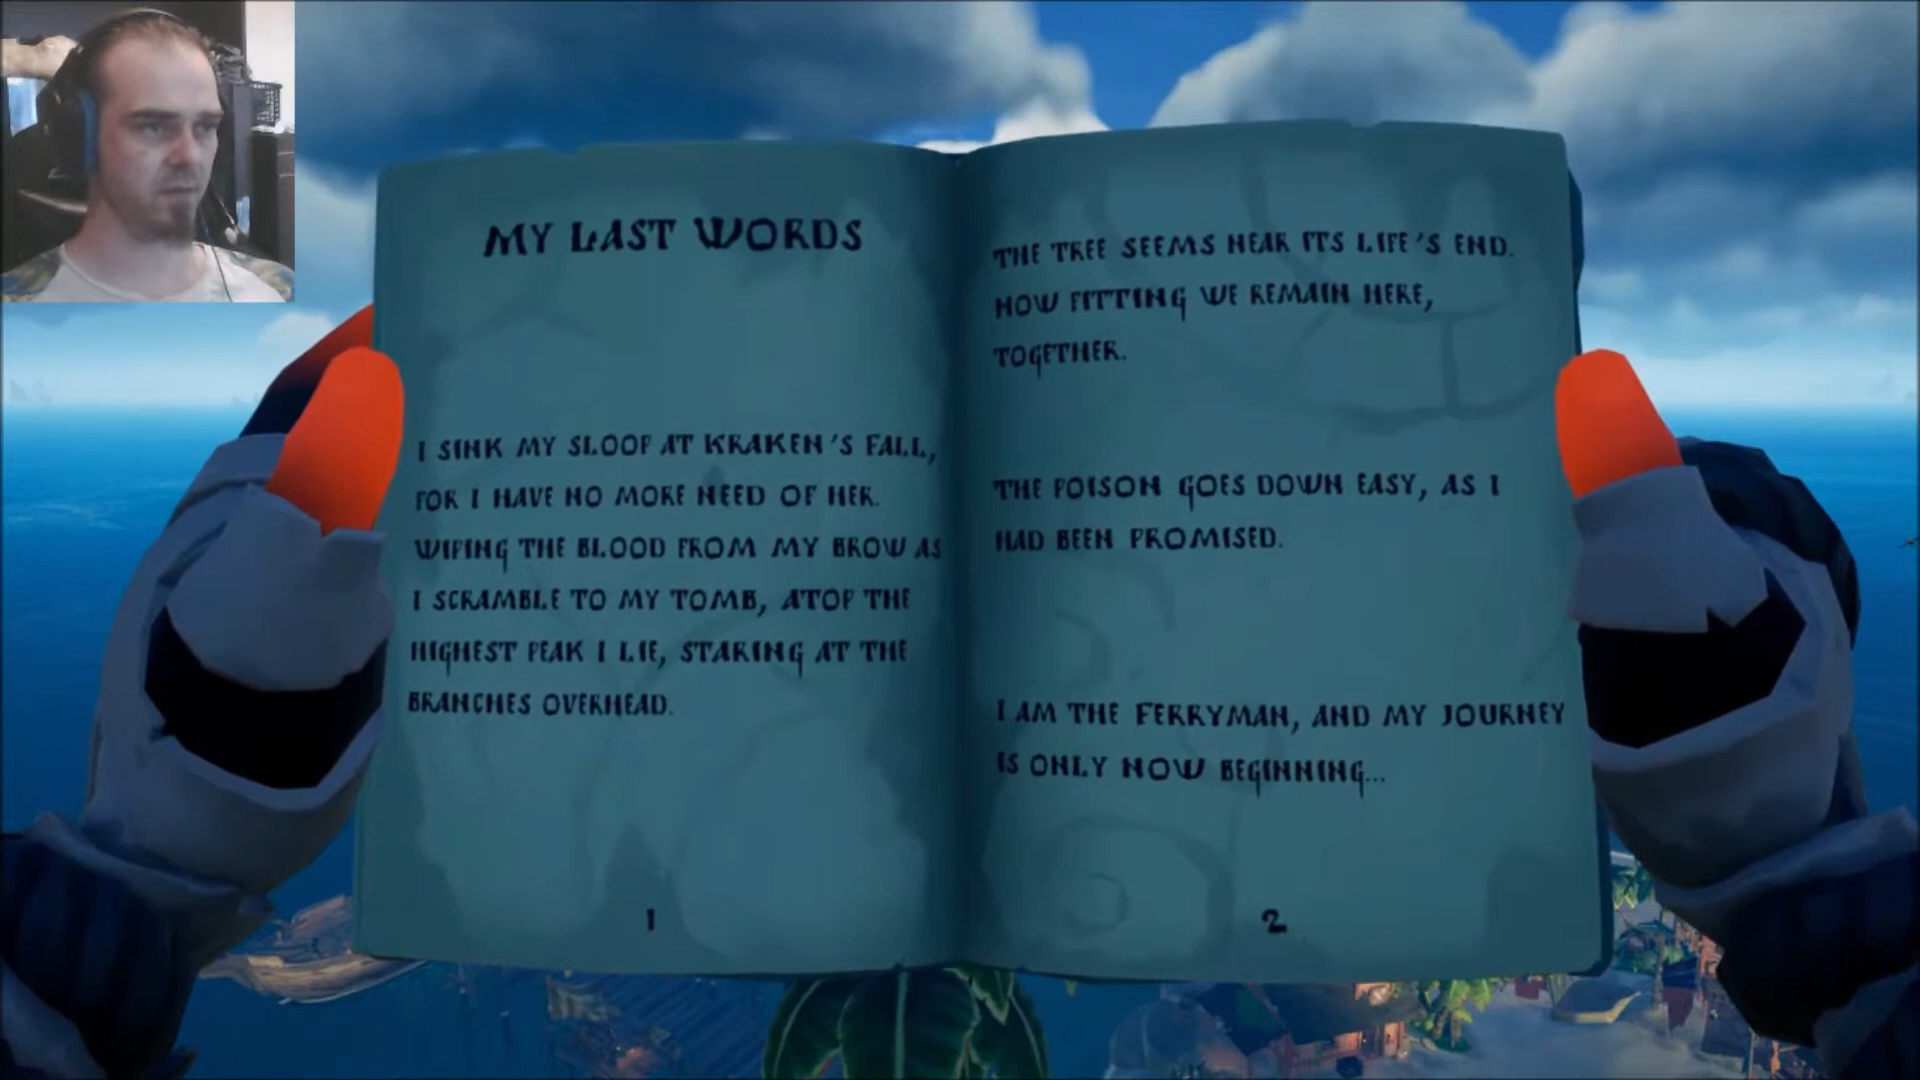 MY LAST WORDS
I SINK MY SLOOP AT KRAKEN'S FALL,
FOR I HAVE NO MORE NEED OF HER.
WIPING THE BLOOD FROM MY BROW AS
I SCRAMBLE TO MY TOMB, ATOP THE
HIGHEST PEAK I LIE, STARING AT THE
BRANCHES OVERHEAD.
1
THE TREE SEEMS NEAR ITS LIFE'S END.
HOW FITTING WE REMAIN HERE,
TOGETHER.
THE POISON GOES DOWN EASY, AS I
HAD BEEN PROMISED.
I AM THE FERRYMAN, AND MY JOURNEY
IS ONLY NOW BEGINNING...
2